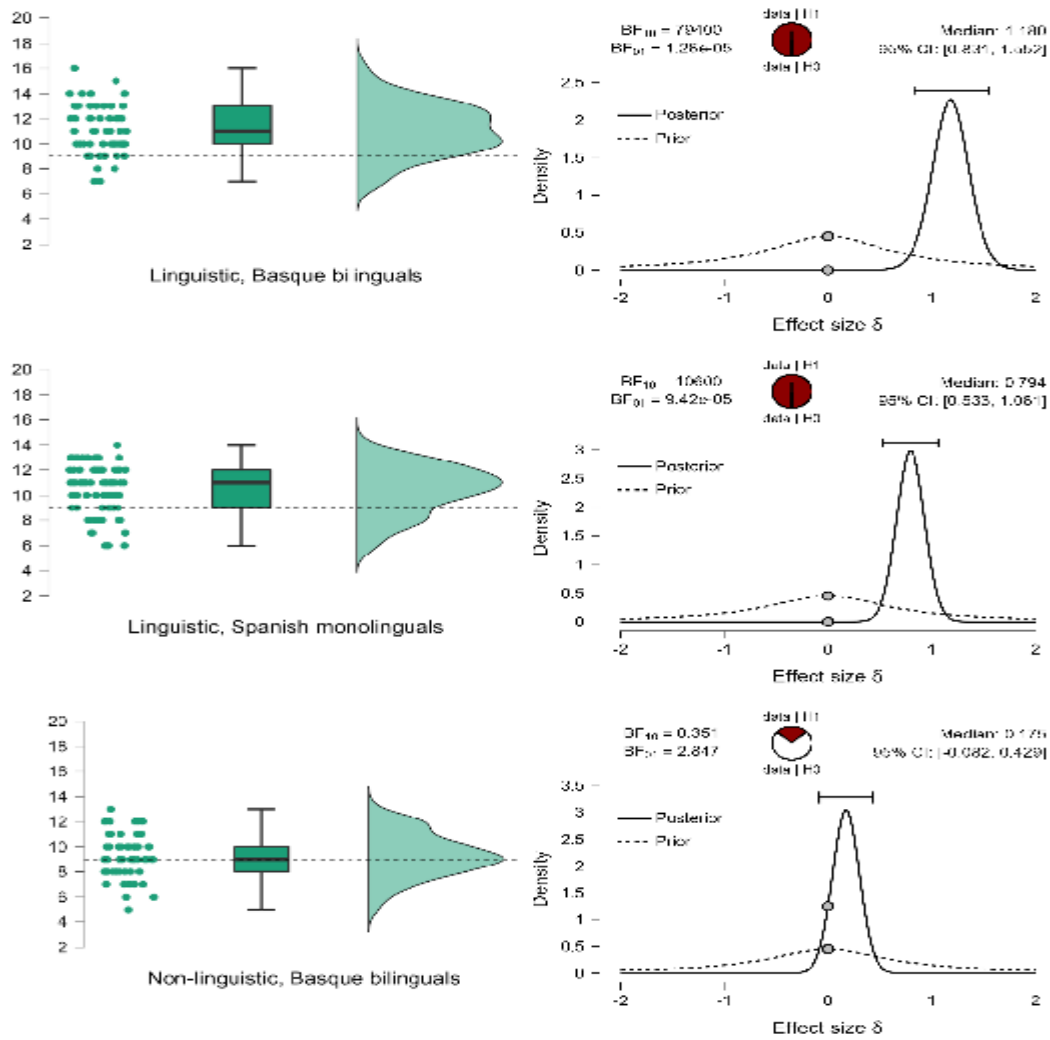 20
18
16
14
12
10
8
6
4
2
Linguistic, Basque bilinguals
data | H1
BF₁₀ = 79400
BF₀₁ = 1.26e-05
data | H0
Median: 1.180
95% CI: [0.831, 1.552]
2.5
2
1.5
1
0.5
0
Density
Posterior
Prior
-2 -1 0 1 2
Effect size δ
20
18
16
14
12
10
8
6
4
2
Linguistic, Spanish monolinguals
data | H1
BF₁₀ = 10600
BF₀₁ = 9.42e-05
data | H0
Median: 0.794
95% CI: [0.533, 1.061]
3
2.5
2
1.5
1
0.5
0
Density
Posterior
Prior
-1 0 1 2
Effect size δ
20
18
16
14
12
10
8
6
4
2
Non-linguistic, Basque bilinguals
data | H1
BF₁₀ = 0.351
BF₀₁ = 2.847
data | H0
Median: 0.175
95% CI: [-0.082, 0.429]
3.5
3
2.5
2
1.5
1
0.5
0
Density
Posterior
Prior
-2 -1 0 1 2
Effect size δ